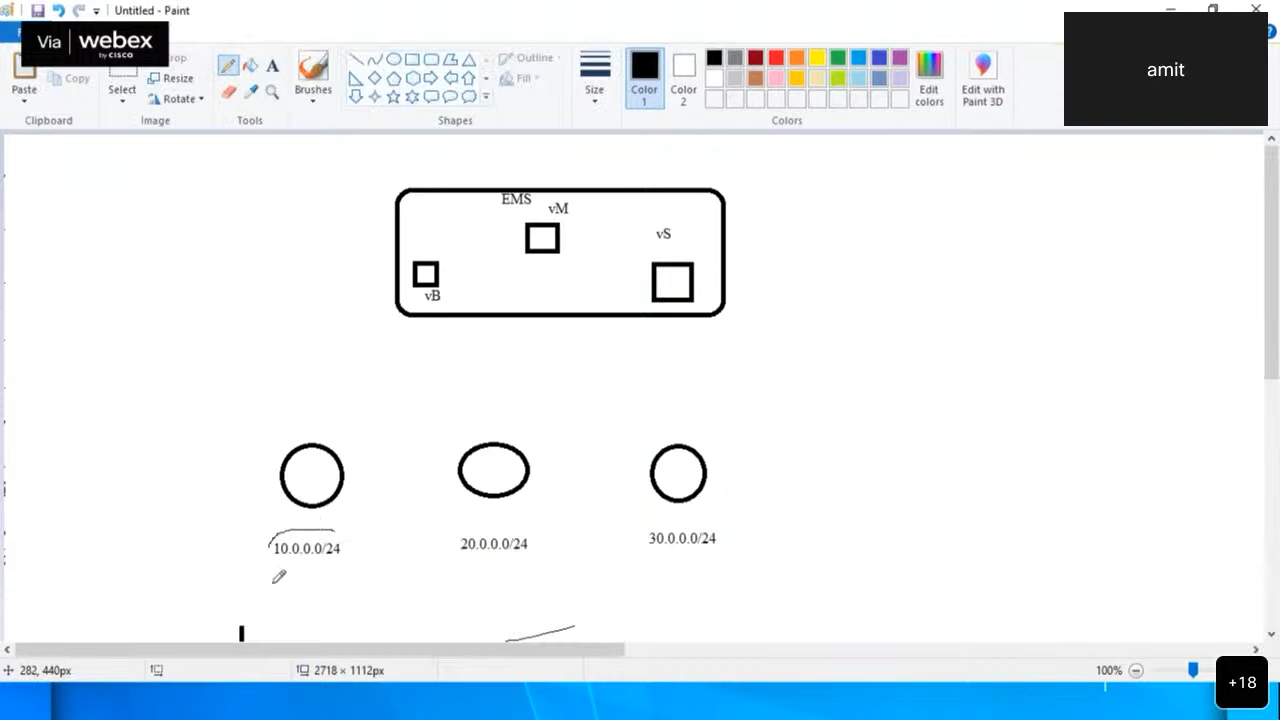 Untitled - Paint
Via webex
by CISCO
amit
Paste
Copy
Select
Resize
Rotate
A
Brushes
Outline
Fill
Size
Color 1
Color 2
Edit colors
Edit with Paint 3D
Clipboard
Image
Tools
Shapes
Colors
EMS
vM
vS
vB
10.0.0.0/24
20.0.0.0/24
30.0.0.0/24
282, 440px
2718 × 1112px
100%
+18